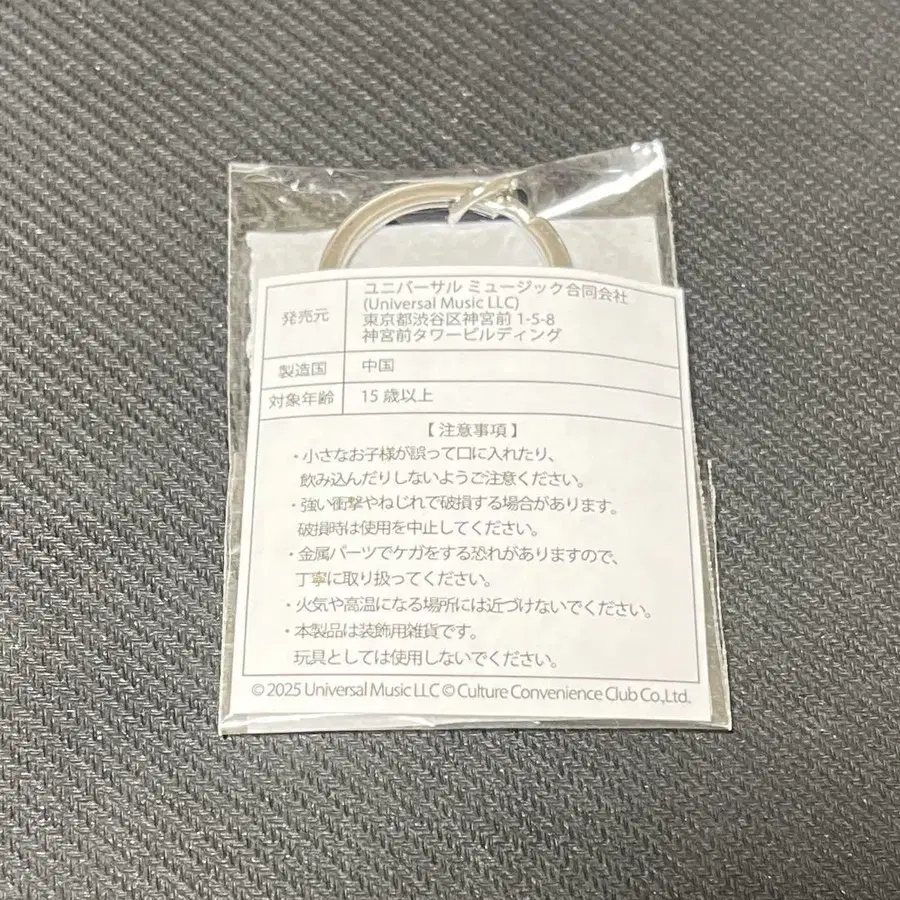 発売元
ユニバーサル ミュージック合同会社
(Universal Music LLC)
東京都渋谷区神宮前 1-5-8
神宮前タワービルディング
製造国 中国
対象年齢 15 歳以上
【注意事項】
・小さなお子様が誤って口に入れたり、
飲み込んだりしないようご注意ください。
・強い衝撃やねじれで破損する場合があります。
破損時は使用を中止してください。
・金属パーツでケガをする恐れがありますので、
丁寧に取り扱ってください。
・火気や高温になる場所には近づけないでください。
・本製品は装飾用雑貨です。
玩具としては使用しないでください。
© 2025 Universal Music LLC © Culture Convenience Club Co.,Ltd.